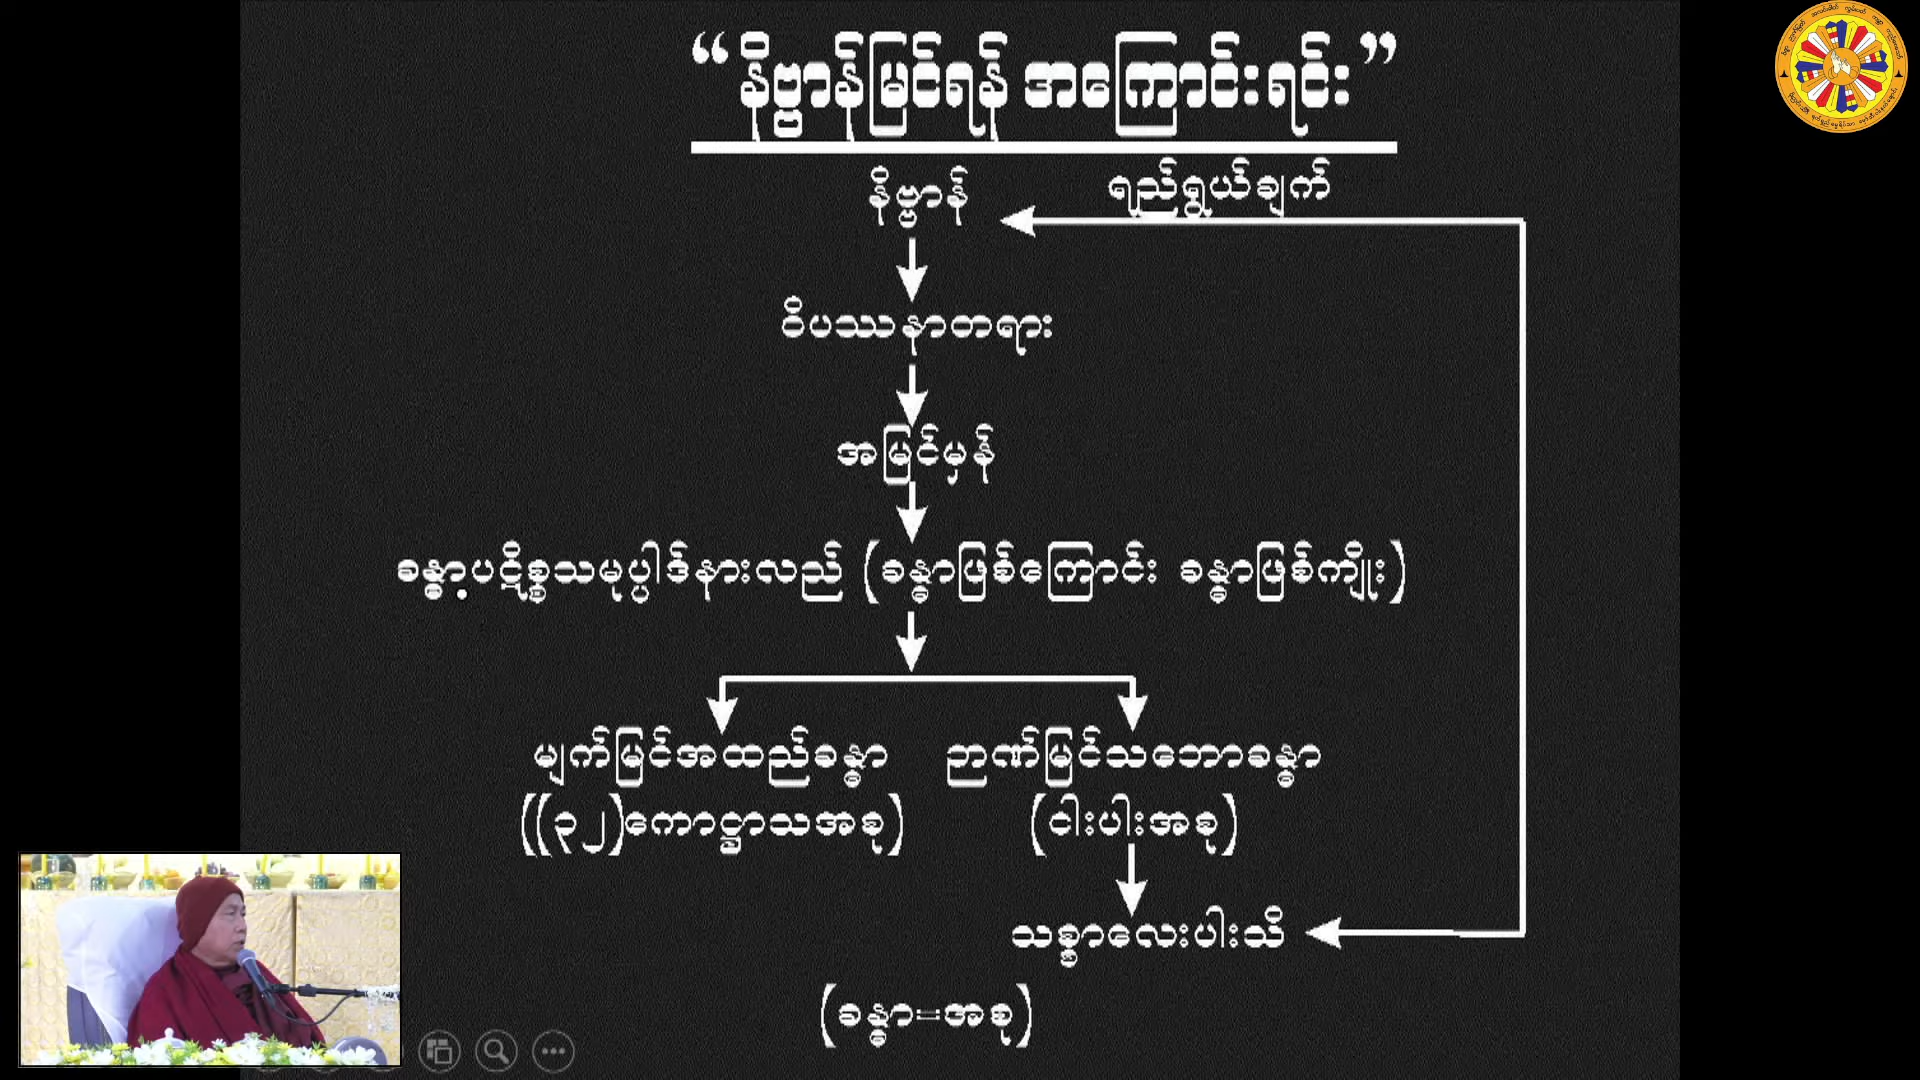 “နိဗ္ဗာန်မြင်ရန် အကြောင်းရင်း”
နိဗ္ဗာန်
ရည်ရွယ်ချက်
ဝိပဿနာတရား
အမြင်မှန်
ခန္ဓာ့ပဋိစ္စသမုပ္ပါဒ်နားလည် (ခန္ဓာဖြစ်ကြောင်း ခန္ဓာဖြစ်ကျိုး)
မျက်မြင်အထည်ခန္ဓာ
ဉာဏ်မြင်သဘောခန္ဓာ
((၃၂)ကောဋ္ဌာသအစု)
(ငါးပါးအစု)
သစ္စာလေးပါးသိ
(ခန္ဓာ=အစု)